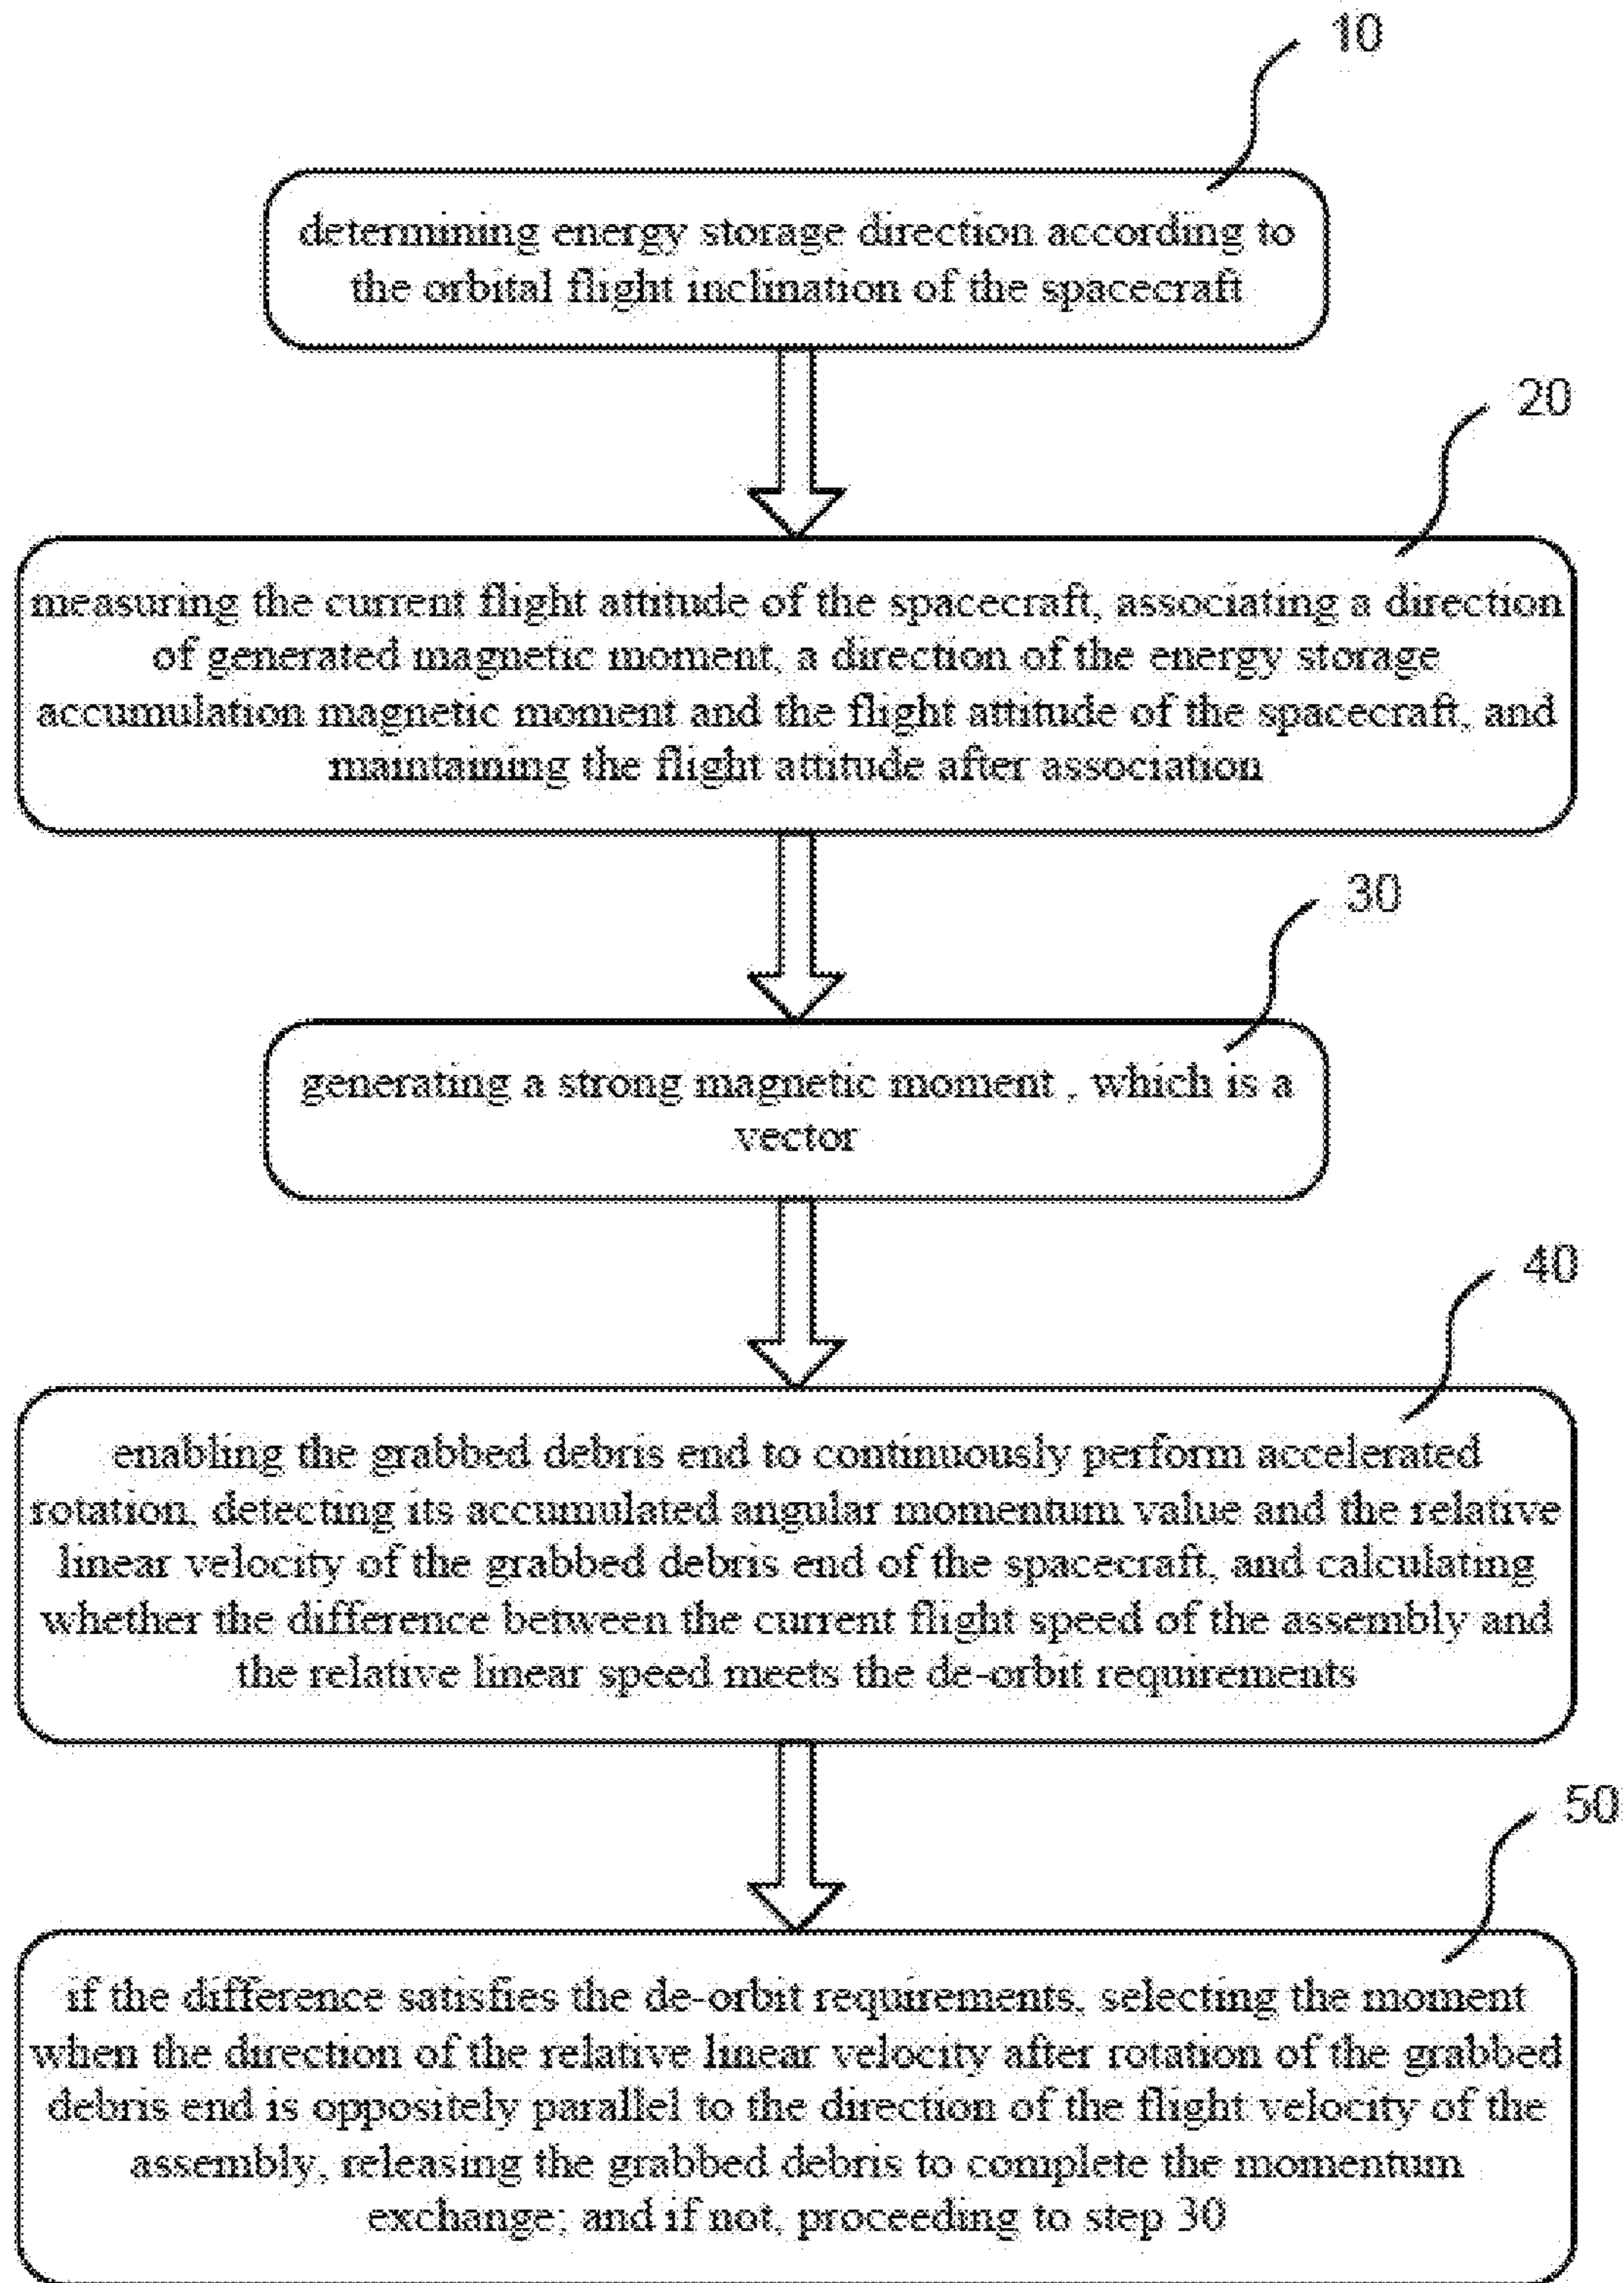 10
determining energy storage direction according to
the orbital flight inclination of the spacecraft
20
measuring the current flight attitude of the spacecraft, associating a direction
of generated magnetic moment, a direction of the energy storage
accumulation magnetic moment and the flight attitude of the spacecraft, and
maintaining the flight attitude after association
30
generating a strong magnetic moment , which is a
vector
40
enabling the grabbed debris end to continuously perform accelerated
rotation, detecting its accumulated angular momentum value and the relative
linear velocity of the grabbed debris end of the spacecraft, and calculating
whether the difference between the current flight speed of the assembly and
the relative linear speed meets the de-orbit requirements
50
if the difference satisfies the de-orbit requirements, selecting the moment
when the direction of the relative linear velocity after rotation of the grabbed
debris end is oppositely parallel to the direction of the flight velocity of the
assembly, releasing the grabbed debris to complete the momentum
exchange; and if not, proceeding to step 30